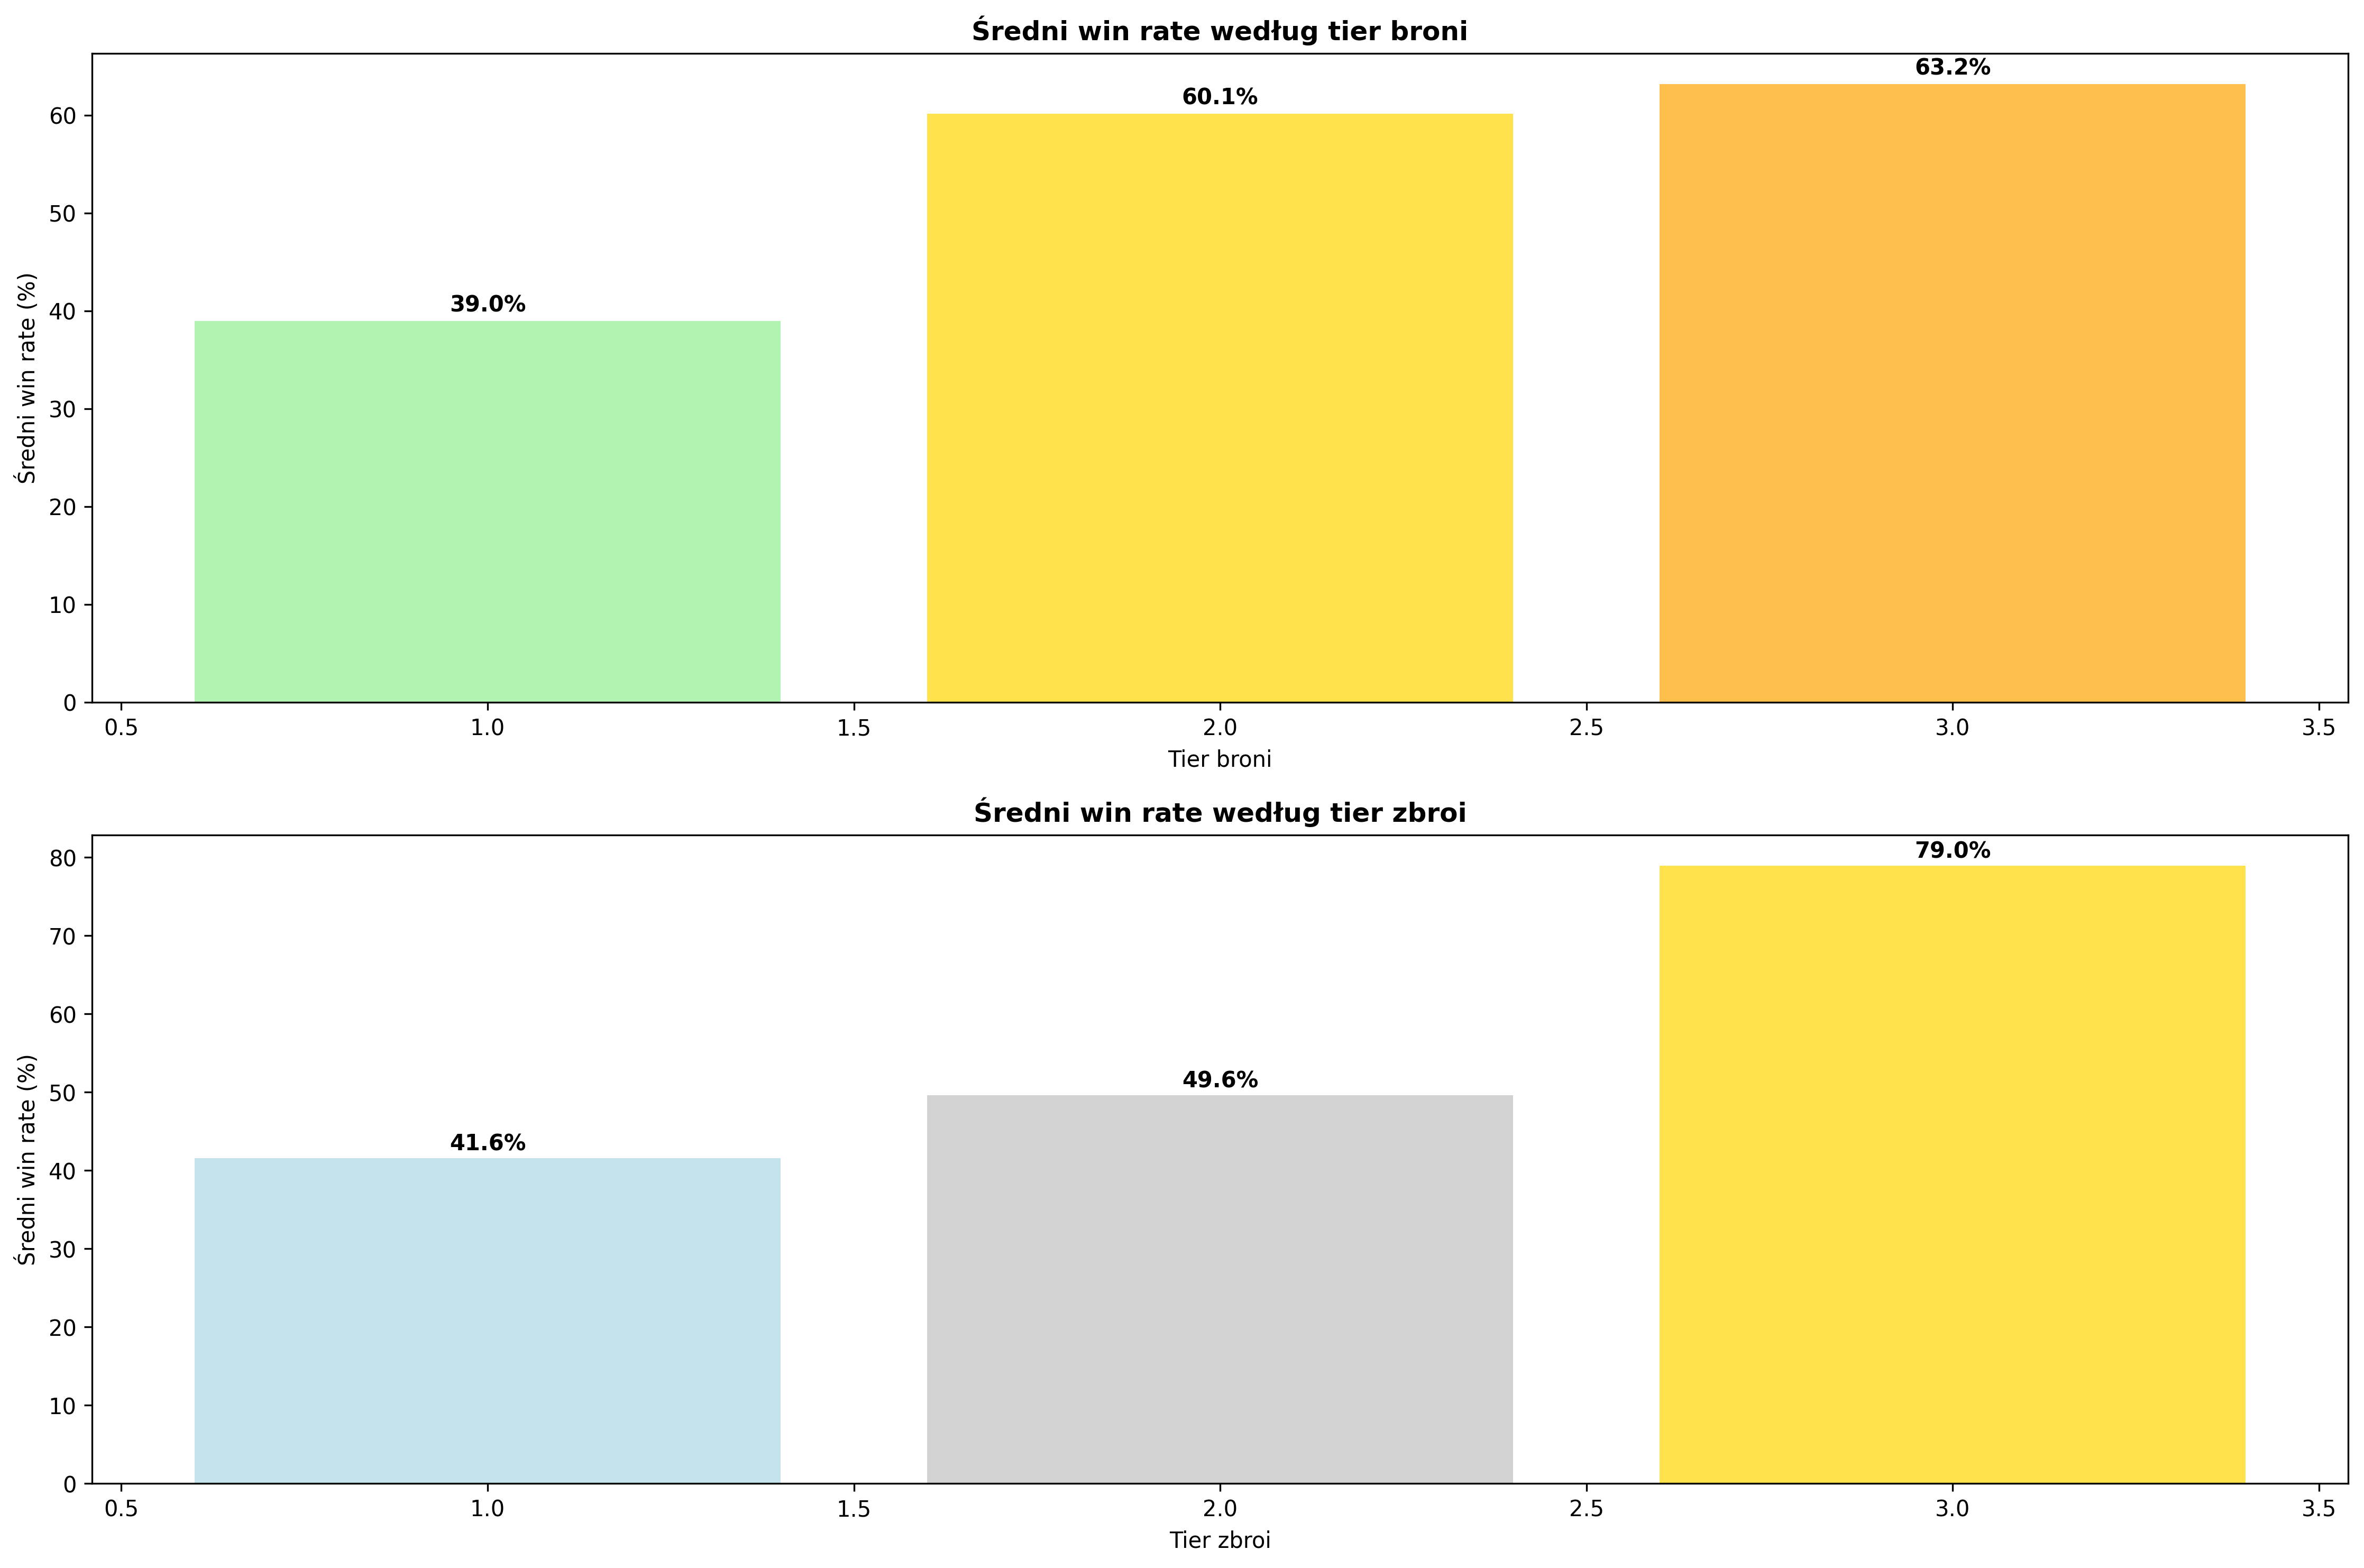 Średni win rate według tier broni
63.2%
60.1%
39.0%
Średni win rate (%)
60
50
40
30
20
10
0
0.5 1.0 1.5 2.0 2.5 3.0 3.5
Tier broni
Średni win rate według tier zbroi
79.0%
49.6%
41.6%
Średni win rate (%)
80
70
60
50
40
30
20
10
0
0.5 1.0 1.5 2.0 2.5 3.0 3.5
Tier zbroi